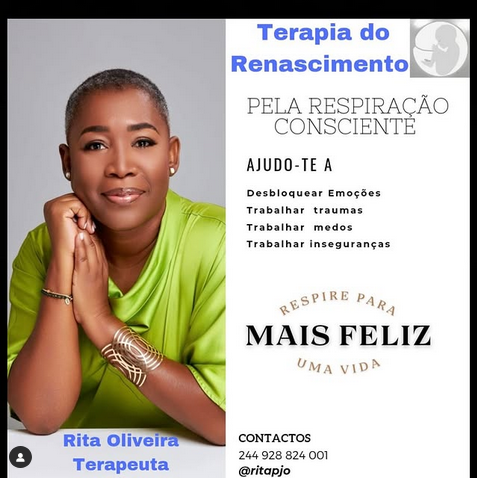 Terapia do
Renascimento
PELA RESPIRAÇÃO
CONSCIENTE
AJUDO-TE A
Desbloquear Emoções
Trabalhar traumas
Trabalhar medos
Trabalhar inseguranças
RESPIRE PARA
MAIS FELIZ
UMA VIDA
Rita Oliveira
Terapeuta
CONTACTOS
244 928 824 001
@ritapjo